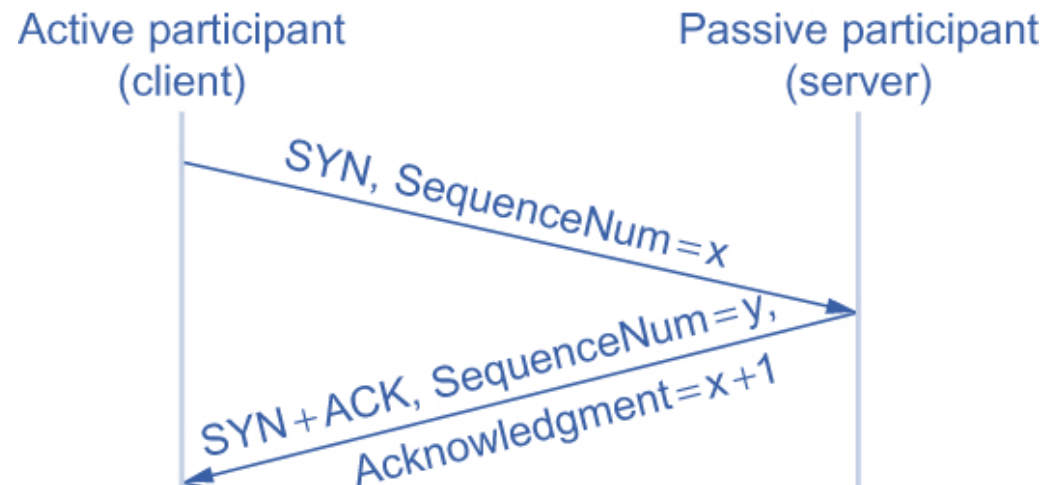 Active participant
(client)
Passive participant
(server)
SYN, SequenceNum=x
SYN+ACK, SequenceNum=y,
Acknowledgment=x+1